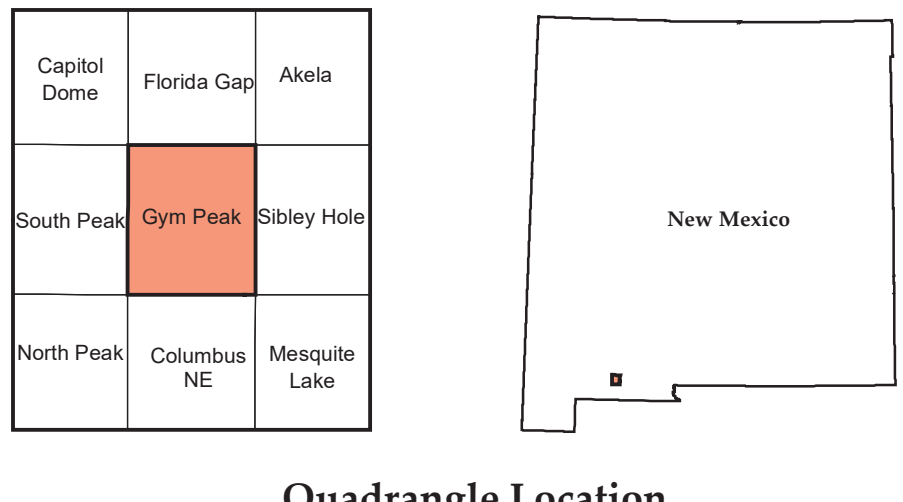 Capitol
Dome
Florida Gap
Akela
South Peak
Gym Peak
Sibley Hole
North Peak
Columbus
NE
Mesquite
Lake
New Mexico
Quadrangle Location